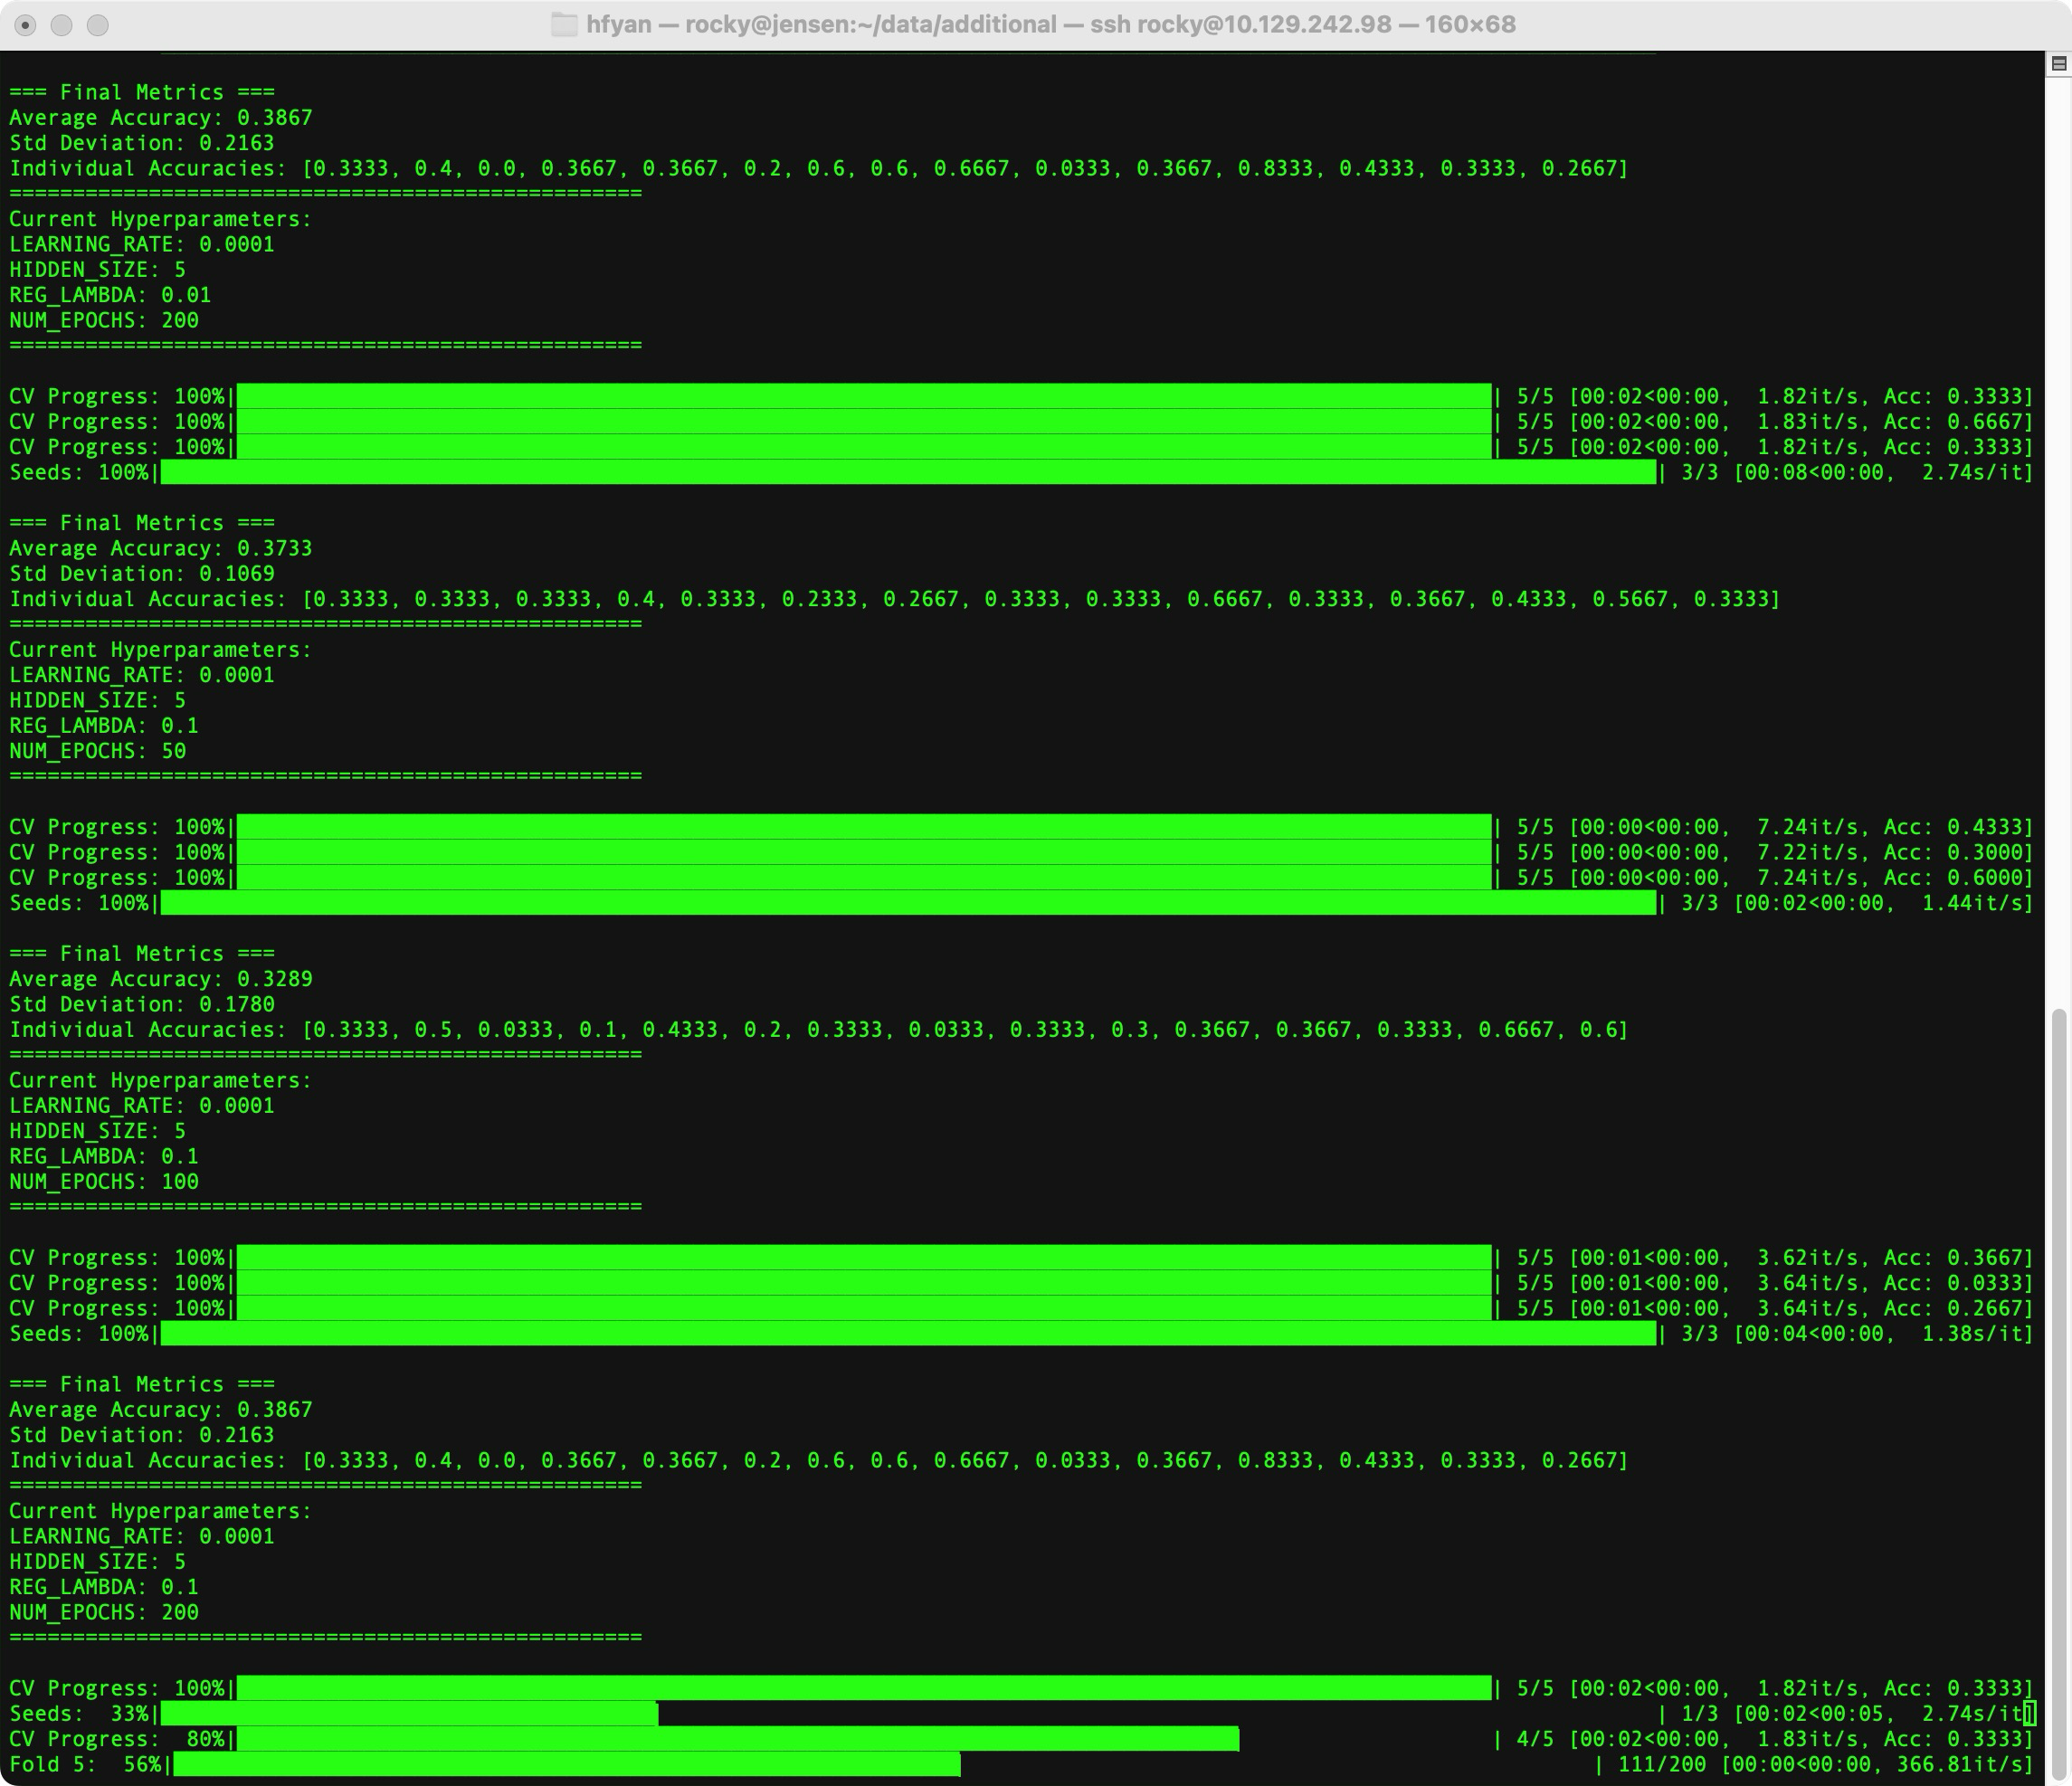 hfyan — rocky@jensen:~/data/additional — ssh rocky@10.129.242.98 — 160×68
=== Final Metrics ===
Average Accuracy: 0.3867
Std Deviation: 0.2163
Individual Accuracies: [0.3333, 0.4, 0.0, 0.3667, 0.3667, 0.2, 0.6, 0.6, 0.6667, 0.0333, 0.3667, 0.8333, 0.4333, 0.3333, 0.2667]
==================================================
Current Hyperparameters:
LEARNING_RATE: 0.0001
HIDDEN_SIZE: 5
REG_LAMBDA: 0.01
NUM_EPOCHS: 200
==================================================
CV Progress: 100%| | 5/5 [00:02<00:00, 1.82it/s, Acc: 0.3333]
CV Progress: 100%| | 5/5 [00:02<00:00, 1.83it/s, Acc: 0.6667]
CV Progress: 100%| | 5/5 [00:02<00:00, 1.82it/s, Acc: 0.3333]
Seeds: 100%| | 3/3 [00:08<00:00, 2.74s/it]
=== Final Metrics ===
Average Accuracy: 0.3733
Std Deviation: 0.1069
Individual Accuracies: [0.3333, 0.3333, 0.3333, 0.4, 0.3333, 0.2333, 0.2667, 0.3333, 0.3333, 0.6667, 0.3333, 0.3667, 0.4333, 0.5667, 0.3333]
==================================================
Current Hyperparameters:
LEARNING_RATE: 0.0001
HIDDEN_SIZE: 5
REG_LAMBDA: 0.1
NUM_EPOCHS: 50
==================================================
CV Progress: 100%| | 5/5 [00:00<00:00, 7.24it/s, Acc: 0.4333]
CV Progress: 100%| | 5/5 [00:00<00:00, 7.22it/s, Acc: 0.3000]
CV Progress: 100%| | 5/5 [00:00<00:00, 7.24it/s, Acc: 0.6000]
Seeds: 100%| | 3/3 [00:02<00:00, 1.44it/s]
=== Final Metrics ===
Average Accuracy: 0.3289
Std Deviation: 0.1780
Individual Accuracies: [0.3333, 0.5, 0.0333, 0.1, 0.4333, 0.2, 0.3333, 0.0333, 0.3333, 0.3, 0.3667, 0.3667, 0.3333, 0.6667, 0.6]
==================================================
Current Hyperparameters:
LEARNING_RATE: 0.0001
HIDDEN_SIZE: 5
REG_LAMBDA: 0.1
NUM_EPOCHS: 100
==================================================
CV Progress: 100%| | 5/5 [00:01<00:00, 3.62it/s, Acc: 0.3667]
CV Progress: 100%| | 5/5 [00:01<00:00, 3.64it/s, Acc: 0.0333]
CV Progress: 100%| | 5/5 [00:01<00:00, 3.64it/s, Acc: 0.2667]
Seeds: 100%| | 3/3 [00:04<00:00, 1.38s/it]
=== Final Metrics ===
Average Accuracy: 0.3867
Std Deviation: 0.2163
Individual Accuracies: [0.3333, 0.4, 0.0, 0.3667, 0.3667, 0.2, 0.6, 0.6, 0.6667, 0.0333, 0.3667, 0.8333, 0.4333, 0.3333, 0.2667]
==================================================
Current Hyperparameters:
LEARNING_RATE: 0.0001
HIDDEN_SIZE: 5
REG_LAMBDA: 0.1
NUM_EPOCHS: 200
==================================================
CV Progress: 100%| | 5/5 [00:02<00:00, 1.82it/s, Acc: 0.3333]
Seeds: 33%| | 1/3 [00:02<00:05, 2.74s/it]
CV Progress: 80%| | 4/5 [00:02<00:00, 1.83it/s, Acc: 0.3333]
Fold 5: 56%| | 111/200 [00:00<00:00, 366.81it/s]